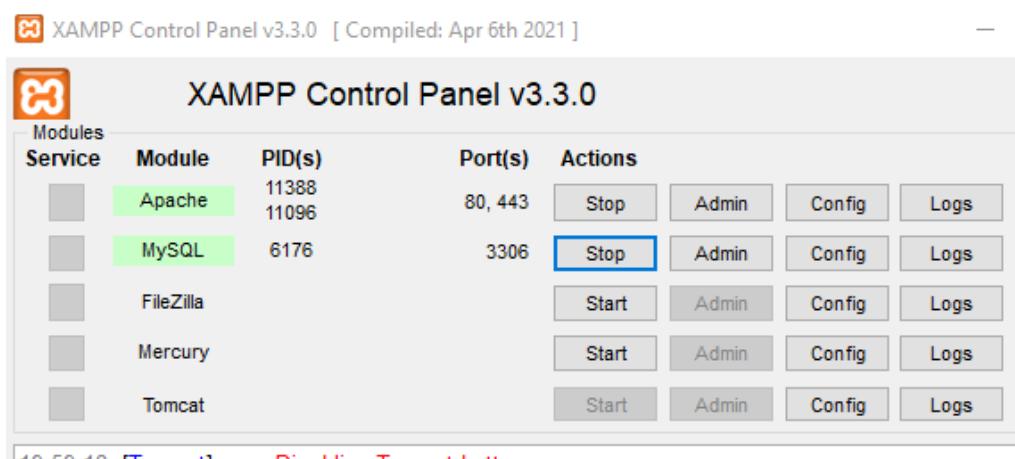 XAMPP Control Panel v3.3.0 [ Compiled: Apr 6th 2021 ]
XAMPP Control Panel v3.3.0
Modules
Service Module PID(s) Port(s) Actions
Apache 11388 11096 80, 443 Stop Admin Config Logs
MySQL 6176 3306 Stop Admin Config Logs
FileZilla Start Admin Config Logs
Mercury Start Admin Config Logs
Tomcat Start Admin Config Logs